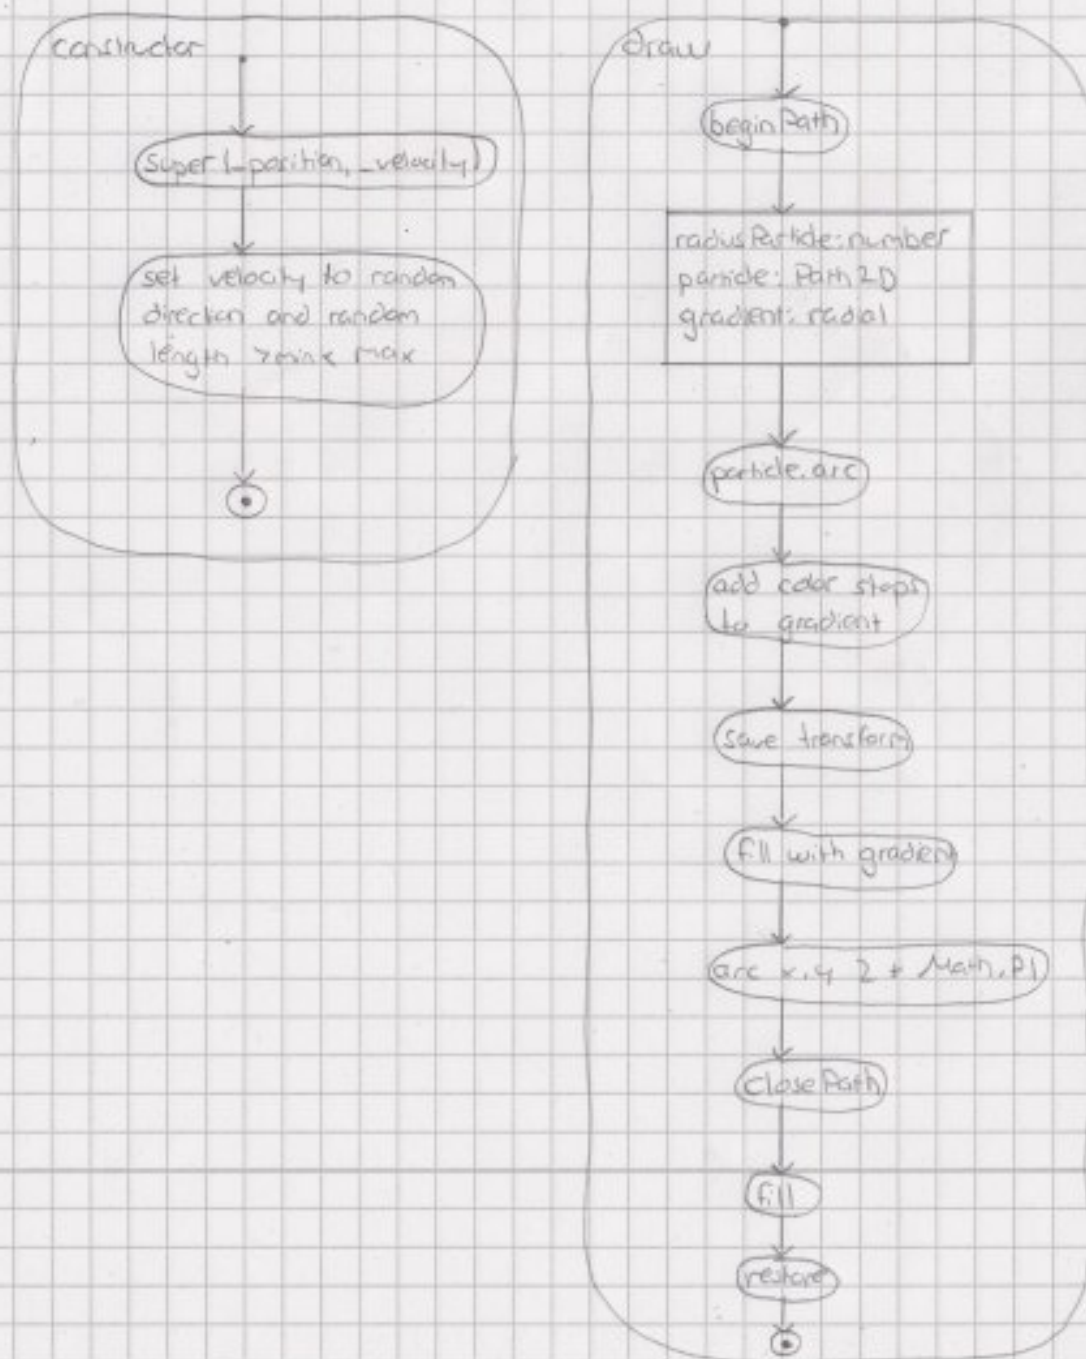 constructor
super (_position, _velocity)
set velocity to random
direction and random
length >min< max
draw
beginPath
radiusParticle: number
particle: Path2D
gradient: radial
particle.arc
add color stops
to gradient
save transform
fill with gradient
arc x,y 2 * Math.PI
closePath
fill
restore